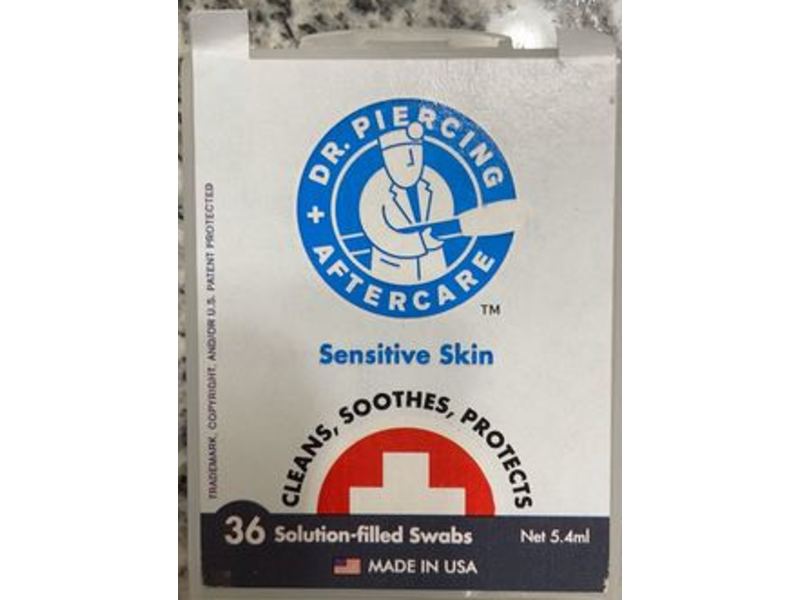 DR. PIERCING
+ AFTERCARE
TM
Sensitive Skin
CLEANS, SOOTHES, PROTECTS
36 Solution-filled Swabs Net 5.4ml
MADE IN USA
TRADEMARK, COPYRIGHT, AND/OR U.S. PATENT PROTECTED